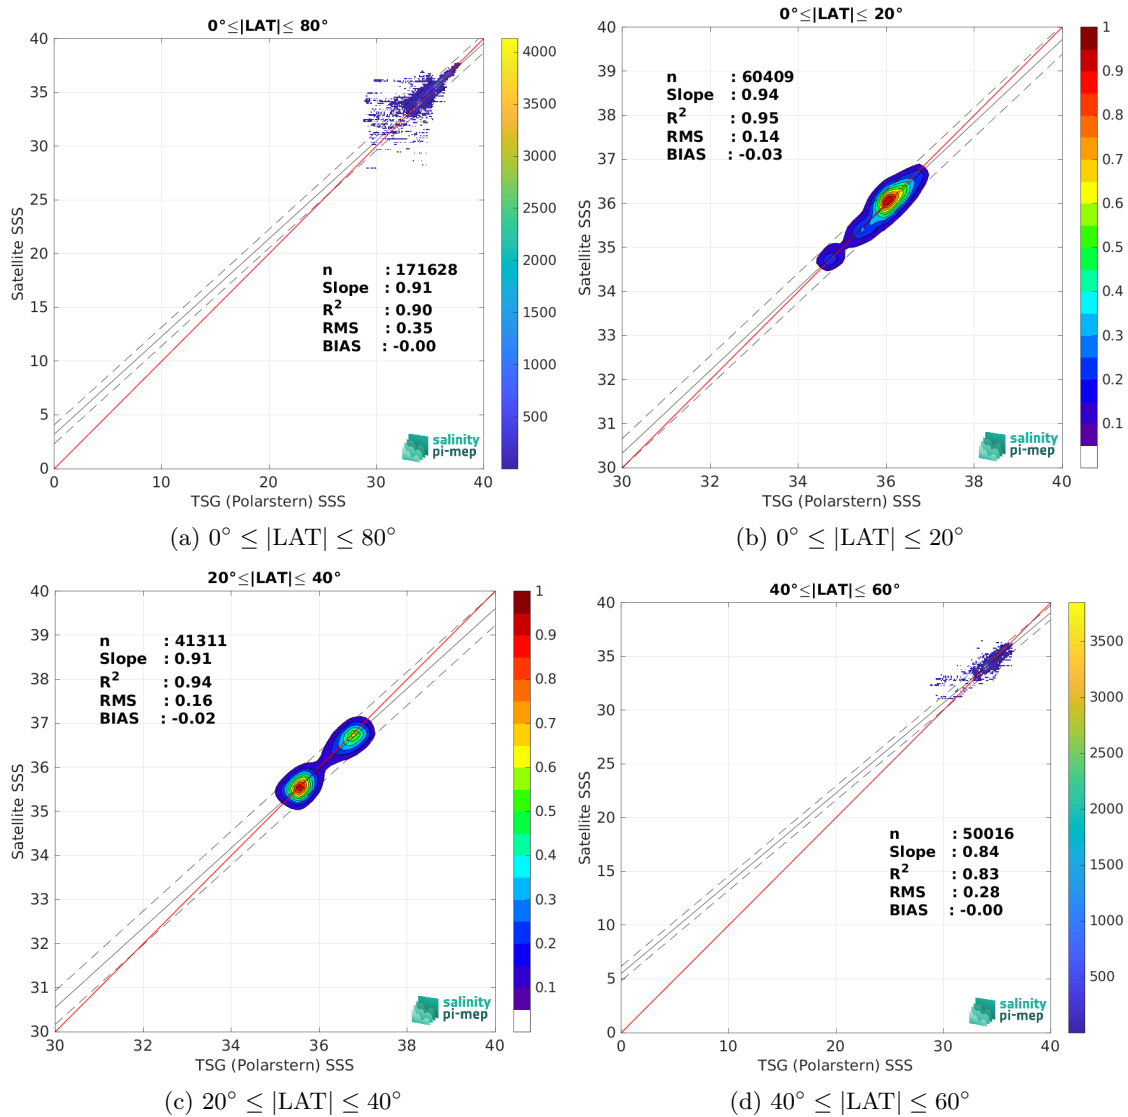 0°≤|LAT|≤ 80°
40
35
30
25
20
15
10
5
0
0
10
20
30
40
Satellite SSS
TSG (Polarstern) SSS
n : 171628
Slope : 0.91
R² : 0.90
RMS : 0.35
BIAS : -0.00
4000
3500
3000
2500
2000
1500
1000
500
salinity
pi-mep
(a) 0° ≤ |LAT| ≤ 80°
0°≤|LAT|≤ 20°
40
39
38
37
36
35
34
33
32
31
30
30
32
34
36
38
40
Satellite SSS
TSG (Polarstern) SSS
n : 60409
Slope : 0.94
R² : 0.95
RMS : 0.14
BIAS : -0.03
1
0.9
0.8
0.7
0.6
0.5
0.4
0.3
0.2
0.1
salinity
pi-mep
(b) 0° ≤ |LAT| ≤ 20°
20°≤|LAT|≤ 40°
40
39
38
37
36
35
34
33
32
31
30
30
32
34
36
38
40
Satellite SSS
TSG (Polarstern) SSS
n : 41311
Slope : 0.91
R² : 0.94
RMS : 0.16
BIAS : -0.02
1
0.9
0.8
0.7
0.6
0.5
0.4
0.3
0.2
0.1
salinity
pi-mep
(c) 20° ≤ |LAT| ≤ 40°
40°≤|LAT|≤ 60°
40
35
30
25
20
15
10
5
0
0
10
20
30
40
Satellite SSS
TSG (Polarstern) SSS
n : 50016
Slope : 0.84
R² : 0.83
RMS : 0.28
BIAS : -0.00
3500
3000
2500
2000
1500
1000
500
salinity
pi-mep
(d) 40° ≤ |LAT| ≤ 60°